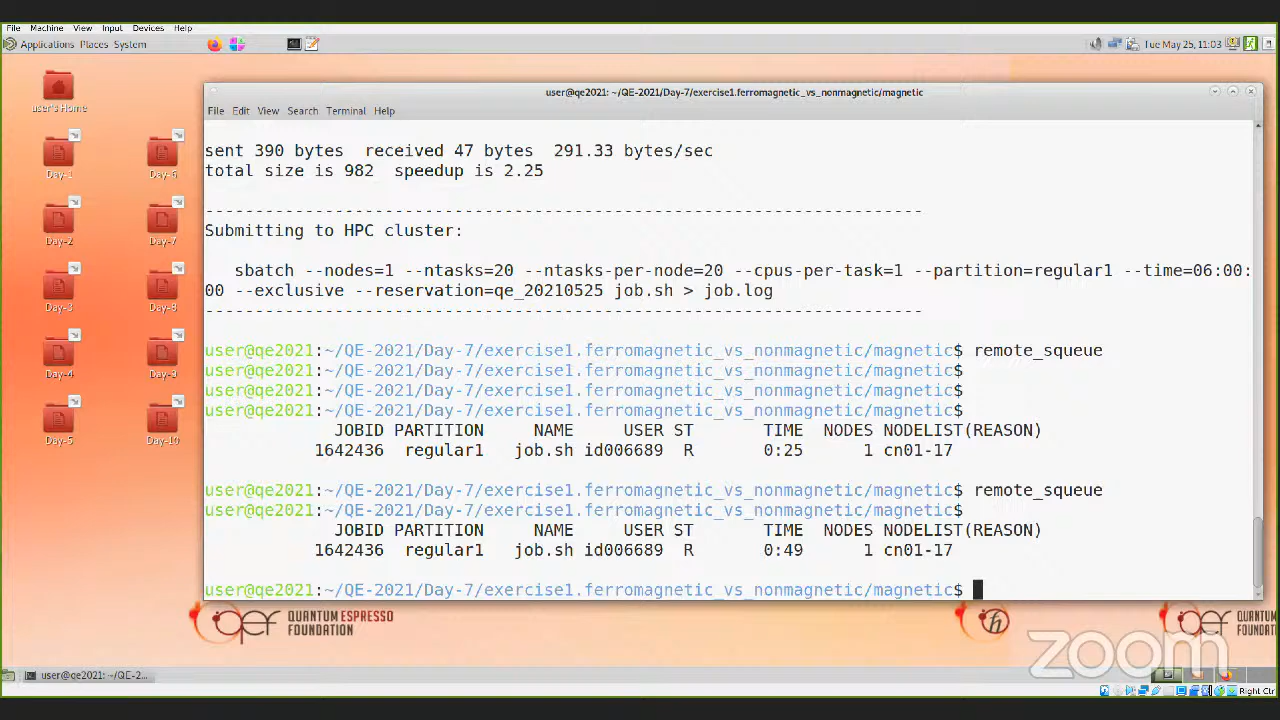 File Machine View Input Devices Help
Applications Places System
Tue May 25, 11:03
user's Home
Day-1
Day-6
Day-2
Day-7
Day-3
Day-8
Day-4
Day-5
Day-10
user@qe2021: ~/QE-2021/Day-7/exercise1.ferromagnetic_vs_nonmagnetic/magnetic
File Edit View Search Terminal Help
sent 390 bytes  received 47 bytes  291.33 bytes/sec
total size is 982  speedup is 2.25
------------------------------------------------------------------------
Submitting to HPC cluster:
sbatch --nodes=1 --ntasks=20 --ntasks-per-node=20 --cpus-per-task=1 --partition=regular1 --time=06:00:
00 --exclusive --reservation=qe_20210525 job.sh > job.log
------------------------------------------------------------------------
user@qe2021:~/QE-2021/Day-7/exercise1.ferromagnetic_vs_nonmagnetic/magnetic$ remote_squeue
user@qe2021:~/QE-2021/Day-7/exercise1.ferromagnetic_vs_nonmagnetic/magnetic$
user@qe2021:~/QE-2021/Day-7/exercise1.ferromagnetic_vs_nonmagnetic/magnetic$
user@qe2021:~/QE-2021/Day-7/exercise1.ferromagnetic_vs_nonmagnetic/magnetic$
JOBID PARTITION NAME USER ST TIME NODES NODELIST(REASON)
1642436 regular1 job.sh id006689 R 0:25 1 cn01-17
user@qe2021:~/QE-2021/Day-7/exercise1.ferromagnetic_vs_nonmagnetic/magnetic$ remote_squeue
user@qe2021:~/QE-2021/Day-7/exercise1.ferromagnetic_vs_nonmagnetic/magnetic$
JOBID PARTITION NAME USER ST TIME NODES NODELIST(REASON)
1642436 regular1 job.sh id006689 R 0:49 1 cn01-17
user@qe2021:~/QE-2021/Day-7/exercise1.ferromagnetic_vs_nonmagnetic/magnetic$
QUANTUM ESPRESSO
FOUNDATION
ħ
QUANTUM
FOUNDAT
zoom
user@qe2021: ~/QE-2...
Right Ctr